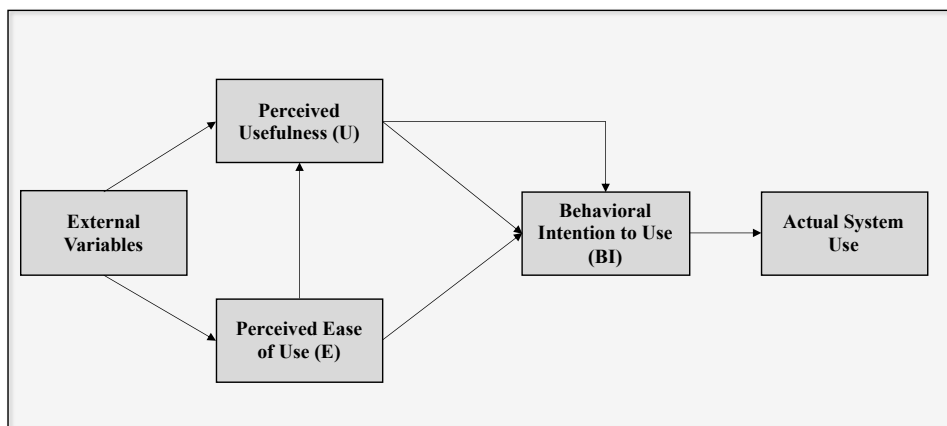 Perceived
Usefulness (U)
External
Variables
Perceived Ease
of Use (E)
Behavioral
Intention to Use
(BI)
Actual System
Use